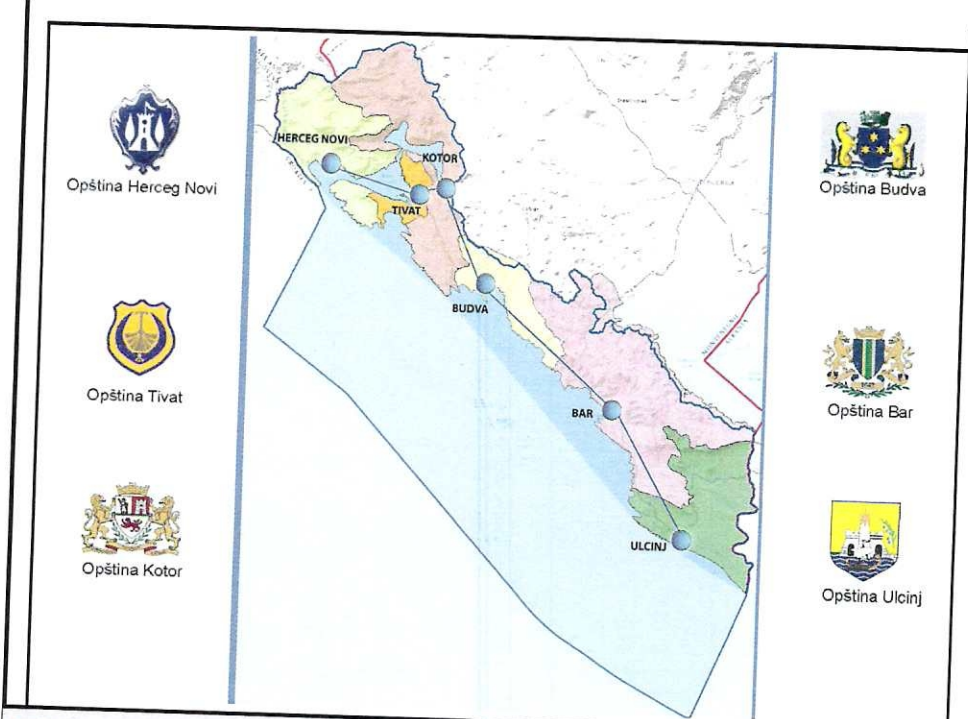 Opština Herceg Novi
Opština Tivat
Opština Kotor
HERCEG NOVI
KOTOR
TIVAT
BUDVA
BAR
ULCINJ
Opština Budva
Opština Bar
Opština Ulcinj